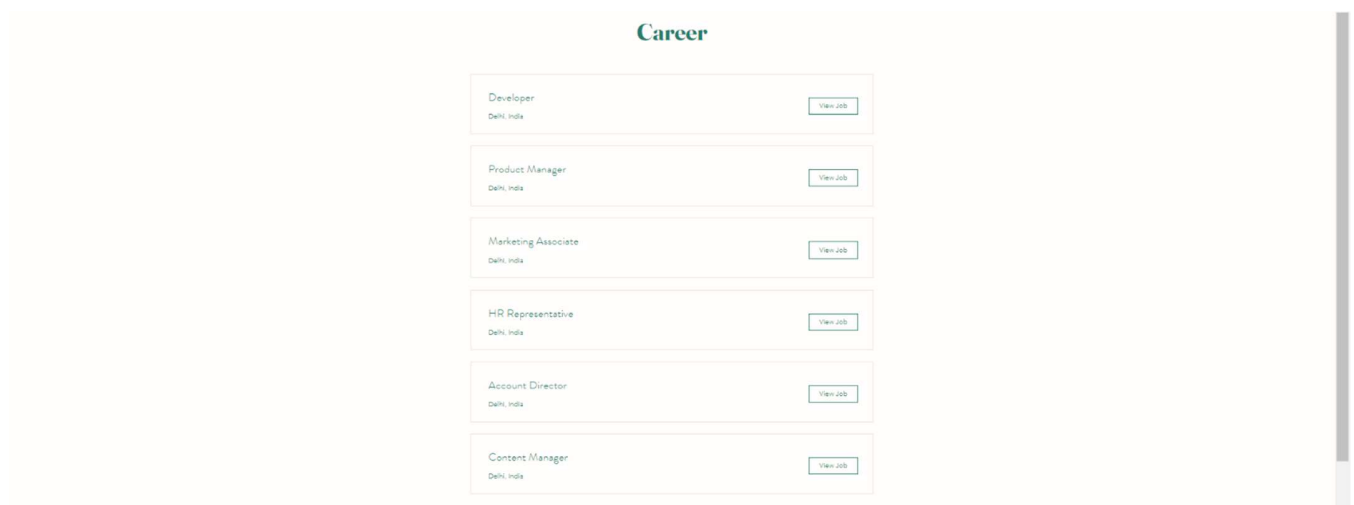 Career
Developer
Delhi, India
View Job
Product Manager
Delhi, India
View Job
Marketing Associate
Delhi, India
View Job
HR Representative
Delhi, India
View Job
Account Director
Delhi, India
View Job
Content Manager
Delhi, India
View Job